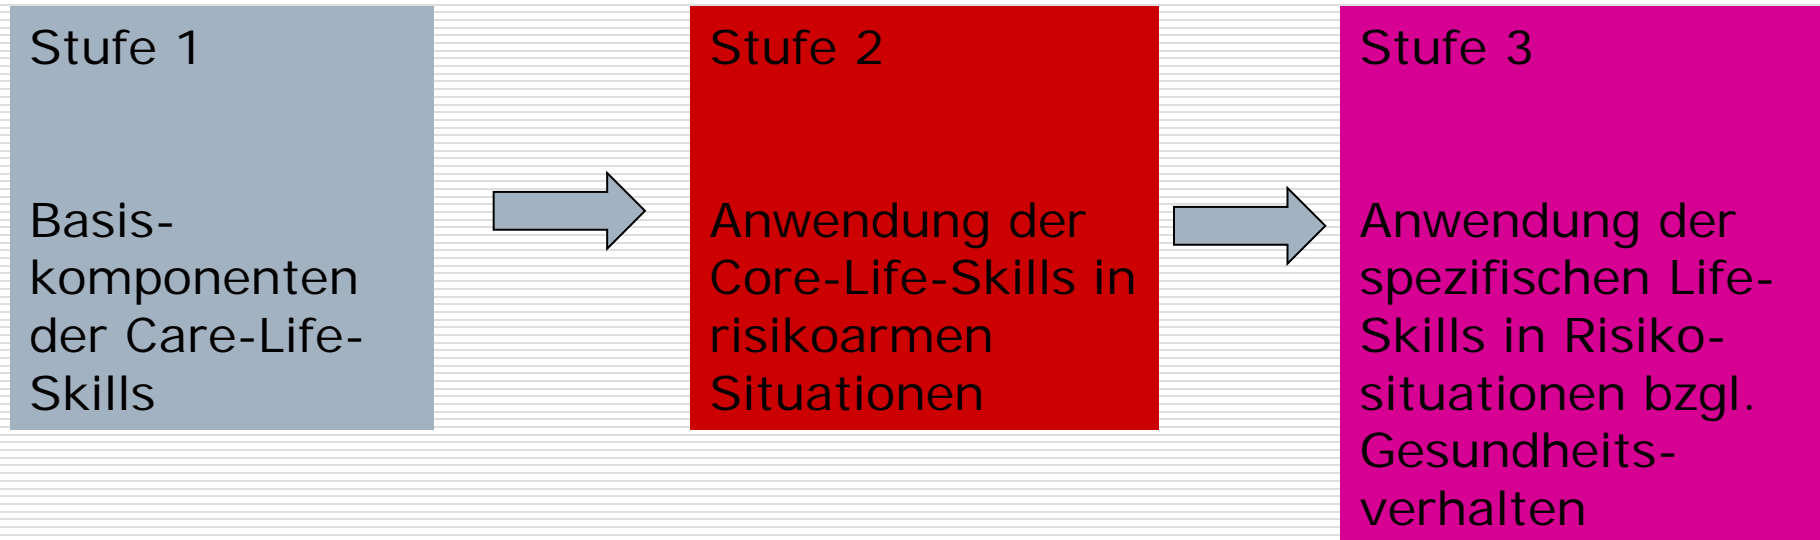 Stufe 1
Basis-
komponenten
der Care-Life-
Skills
Stufe 2
Anwendung der
Core-Life-Skills in
risikoarmen
Situationen
Stufe 3
Anwendung der
spezifischen Life-
Skills in Risiko-
situationen bzgl.
Gesundheits-
verhalten